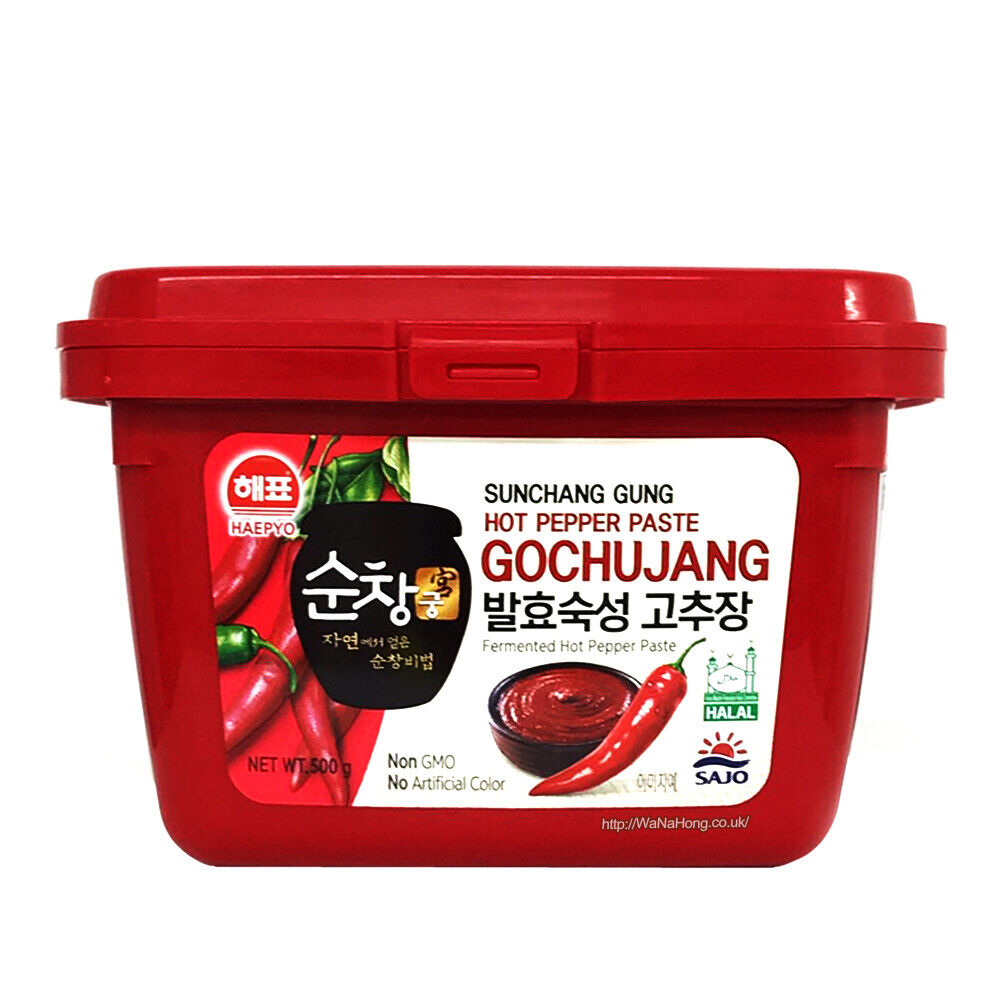 해표
HAEPYO
순창궁
宮
자연에서 얻은
순창비법
SUNCHANG GUNG
HOT PEPPER PASTE
GOCHUJANG
발효숙성 고추장
Fermented Hot Pepper Paste
HALAL
Non GMO
No Artificial Color
NET WT.500 g
SAJO
http://WaNaHong.co.uk/